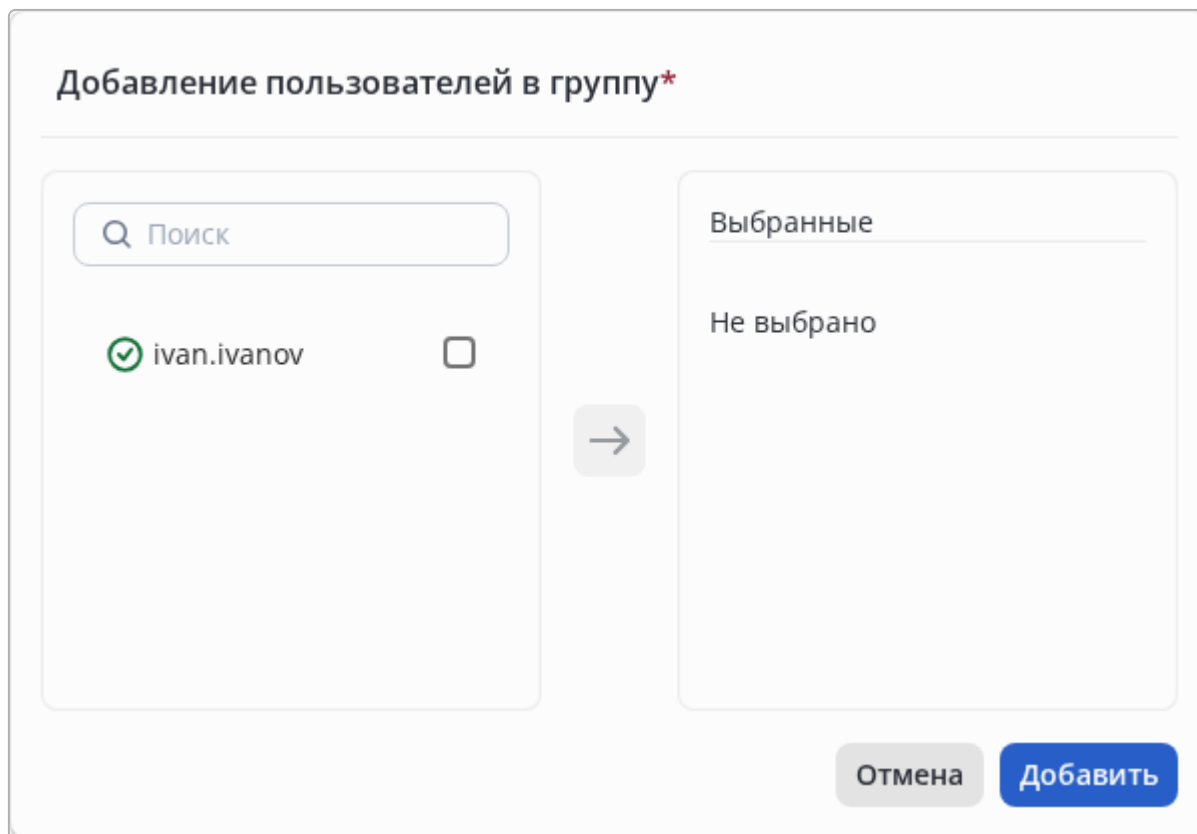 Добавление пользователей в группу*
Поиск
ivan.ivanov
Выбранные
Не выбрано
Отмена
Добавить